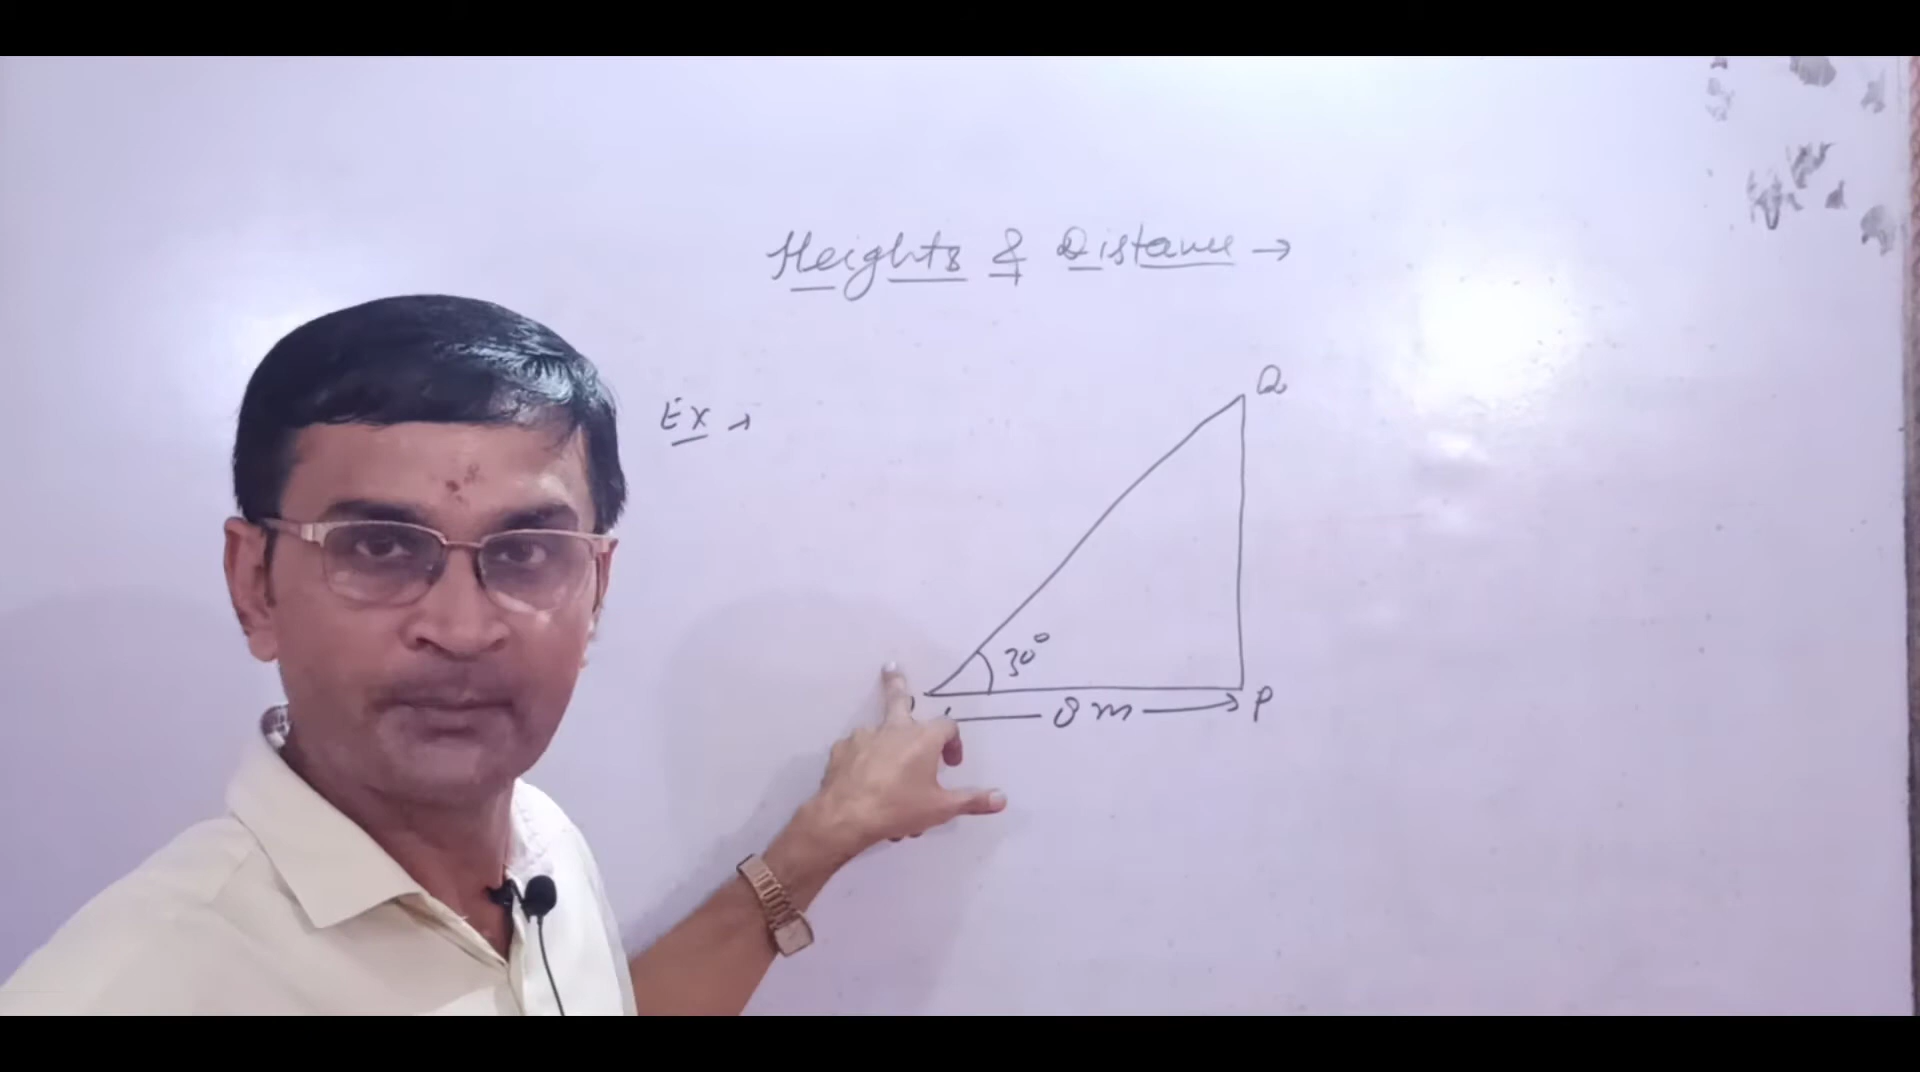 Heights & Distance →
Ex →
Q
30°
8 m
P